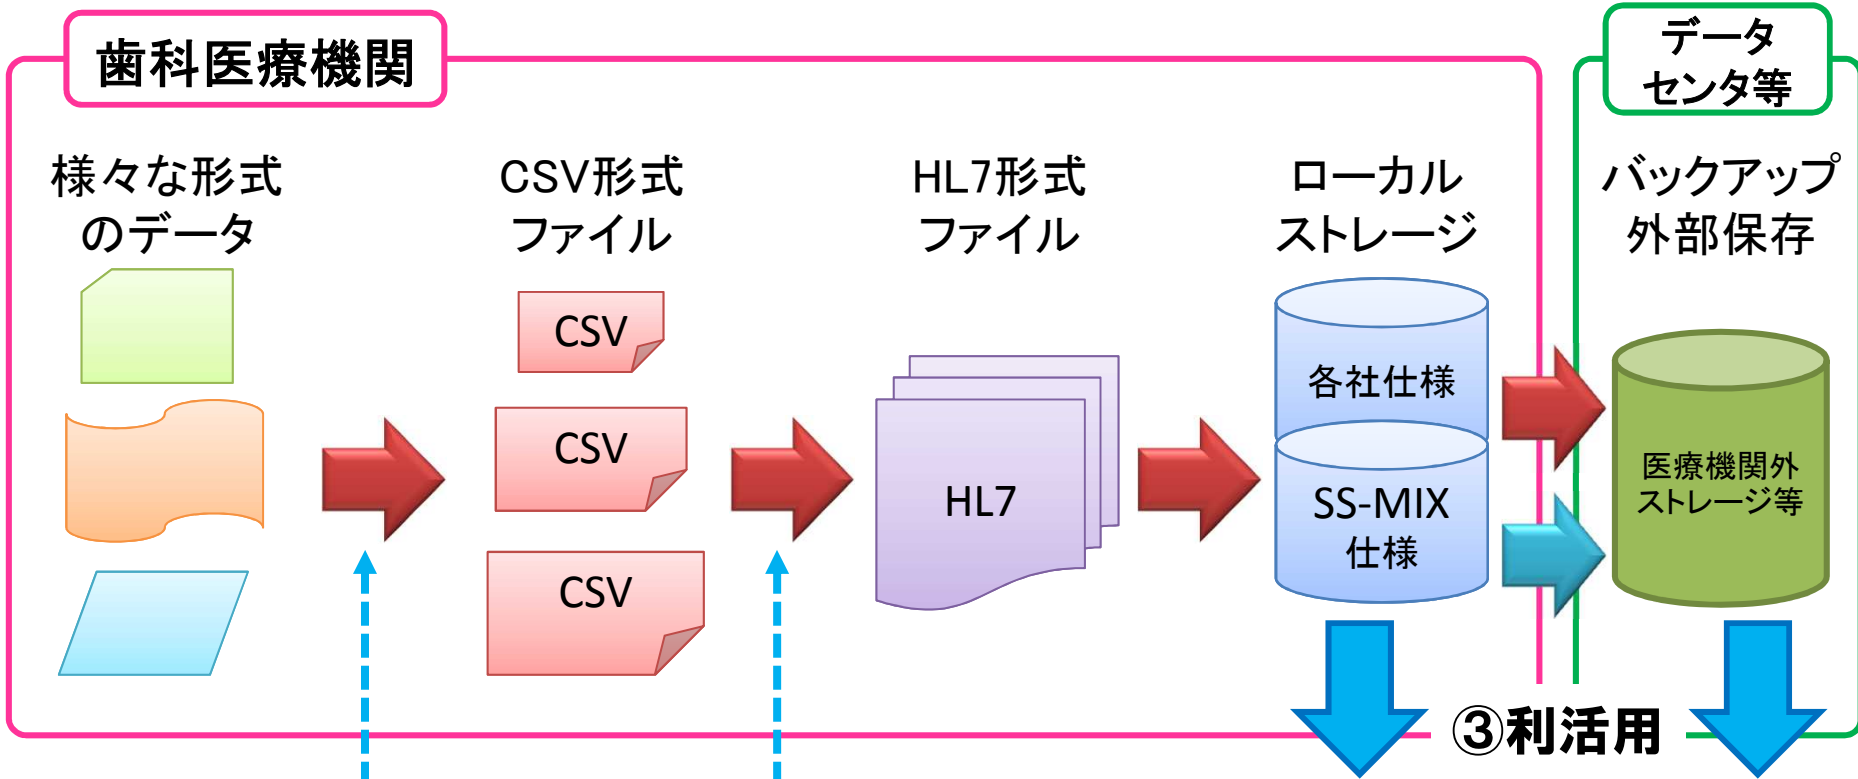 歯科医療機関
データ
センタ等
様々な形式
のデータ
CSV形式
ファイル
HL7形式
ファイル
ローカル
ストレージ
バックアップ
外部保存
CSV
CSV
CSV
HL7
各社仕様
SS-MIX
仕様
医療機関外
ストレージ等
③利活用